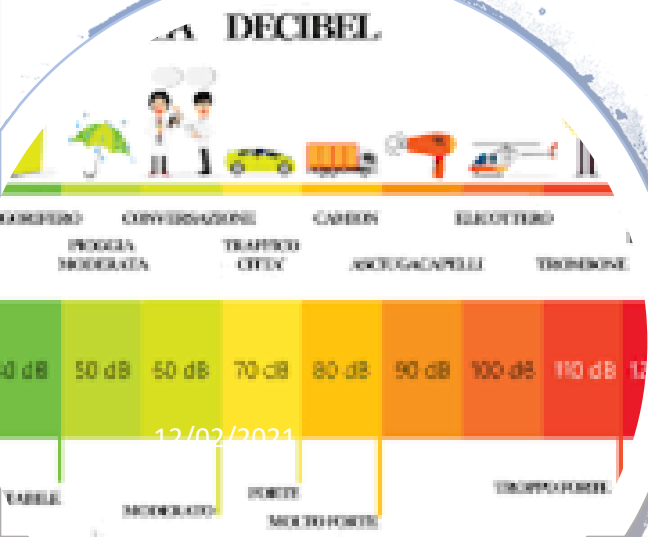 DECIBEL
CONVERSAZIONE
CAMION
ELICOTTERO
PIOGGIA
MODERATA
TRAFFICO
CITTA'
ASCIUGACAPELLI
TROMBONE
50 dB
60 dB
70 dB
80 dB
90 dB
100 dB
110 dB
12/02/2021
MODERATO
FORTE
MOLTO FORTE
TROPPO FORTE